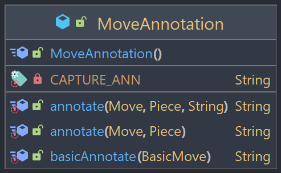 MoveAnnotation
MoveAnnotation()
CAPTURE_ANN String
annotate(Move, Piece, String) String
annotate(Move, Piece) String
basicAnnotate(BasicMove) String